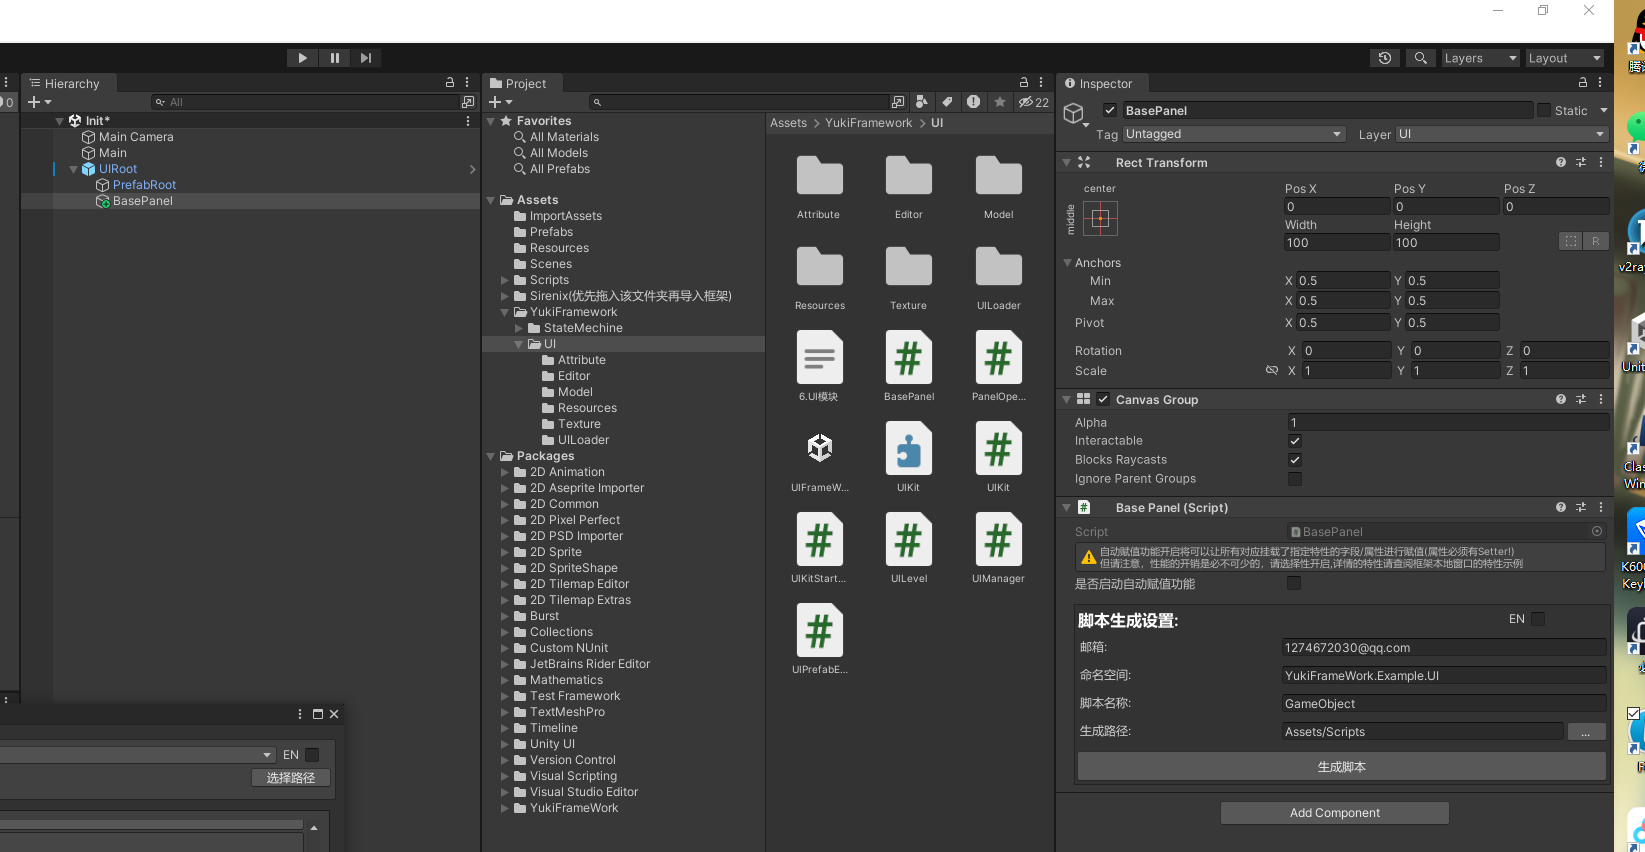 Layers
Layout
Hierarchy
All
Init*
Main Camera
Main
UIRoot
PrefabRoot
BasePanel
0
EN
选择路径
Project
22
Favorites
All Materials
All Models
All Prefabs
Assets
ImportAssets
Prefabs
Resources
Scenes
Scripts
Sirenix(优先拖入该文件夹再导入框架)
YukiFramework
StateMechine
UI
Attribute
Editor
Model
Resources
Texture
UILoader
Packages
2D Animation
2D Aseprite Importer
2D Common
2D Pixel Perfect
2D PSD Importer
2D Sprite
2D SpriteShape
2D Tilemap Editor
2D Tilemap Extras
Burst
Collections
Custom NUnit
JetBrains Rider Editor
Mathematics
Test Framework
TextMeshPro
Timeline
Unity UI
Version Control
Visual Scripting
Visual Studio Editor
YukiFrameWork
Assets > YukiFramework > UI
Attribute Editor Model
Resources Texture UILoader
6.UI模块 BasePanel PanelOpe...
UIFrameW... UIKit UIKit
UIKitStart... UILevel UIManager
UIPrefabE...
Inspector
BasePanel Static
Tag Untagged Layer UI
Rect Transform
center
middle
Pos X Pos Y Pos Z
0 0 0
Width Height
100 100
R
Anchors
Min X 0.5 Y 0.5
Max X 0.5 Y 0.5
Pivot X 0.5 Y 0.5
Rotation X 0 Y 0 Z 0
Scale X 1 Y 1 Z 1
Canvas Group
Alpha 1
Interactable
Blocks Raycasts
Ignore Parent Groups
Base Panel (Script)
Script BasePanel
自动赋值功能开启将可以让所有对应挂载了指定特性的字段/属性进行赋值(属性必须有Setter!)
但请注意，性能的开销是必不可少的，请选择性开启,详情的特性请查阅框架本地窗口的特性示例
是否启动自动赋值功能
脚本生成设置: EN
邮箱: 1274672030@qq.com
命名空间: YukiFrameWork.Example.UI
脚本名称: GameObject
生成路径: Assets/Scripts ...
生成脚本
Add Component
v2ray
Unit
Clas
Win
K600
Keyl